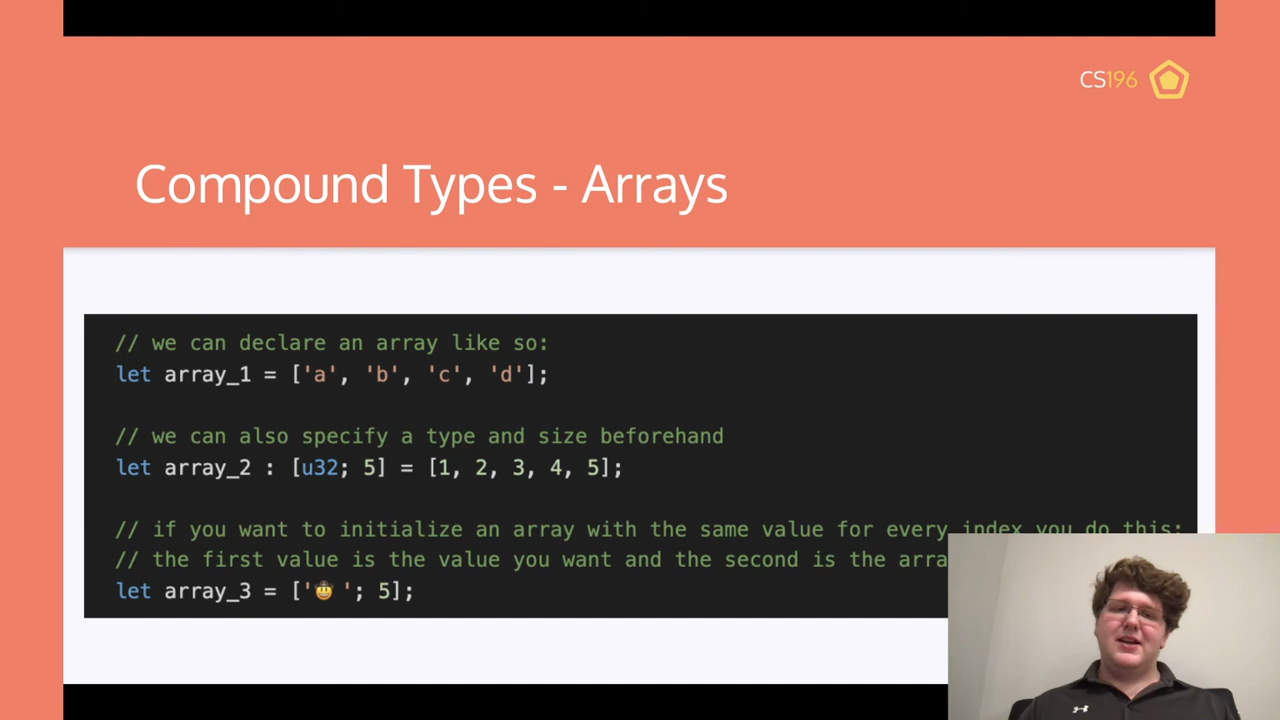 CS196
Compound Types - Arrays
// we can declare an array like so:
let array_1 = ['a', 'b', 'c', 'd'];
// we can also specify a type and size beforehand
let array_2 : [u32; 5] = [1, 2, 3, 4, 5];
// if you want to initialize an array with the same value for every index you do this:
// the first value is the value you want and the second is the
let array_3 = ['🤠 '; 5];